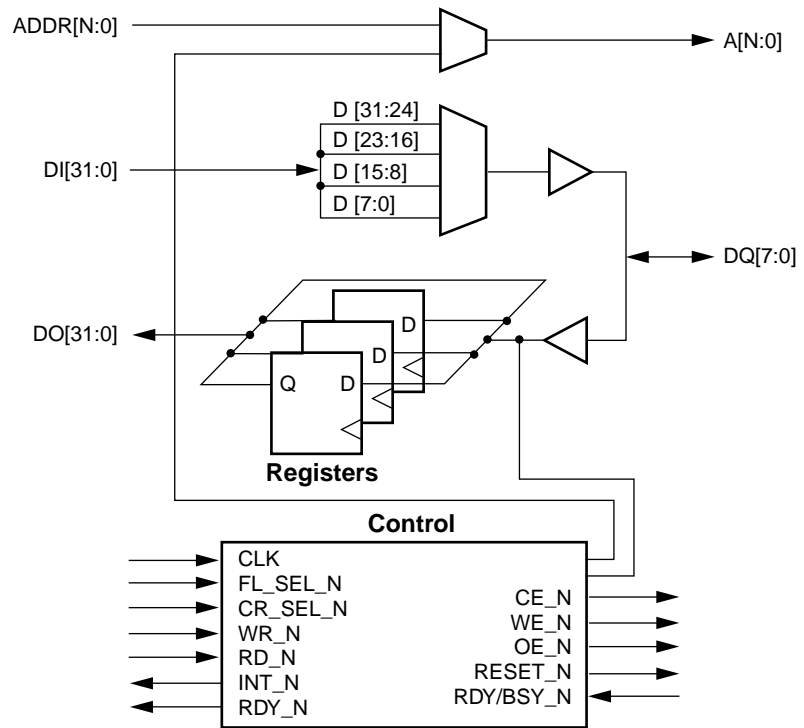 ADDR[N:0]
A[N:0]
D [31:24]
D [23:16]
DI[31:0]
D [15:8]
D [7:0]
DQ[7:0]
DO[31:0]
D
D
Q D
Registers
Control
CLK
FL_SEL_N
CR_SEL_N
WR_N
RD_N
INT_N
RDY_N
CE_N
WE_N
OE_N
RESET_N
RDY/BSY_N